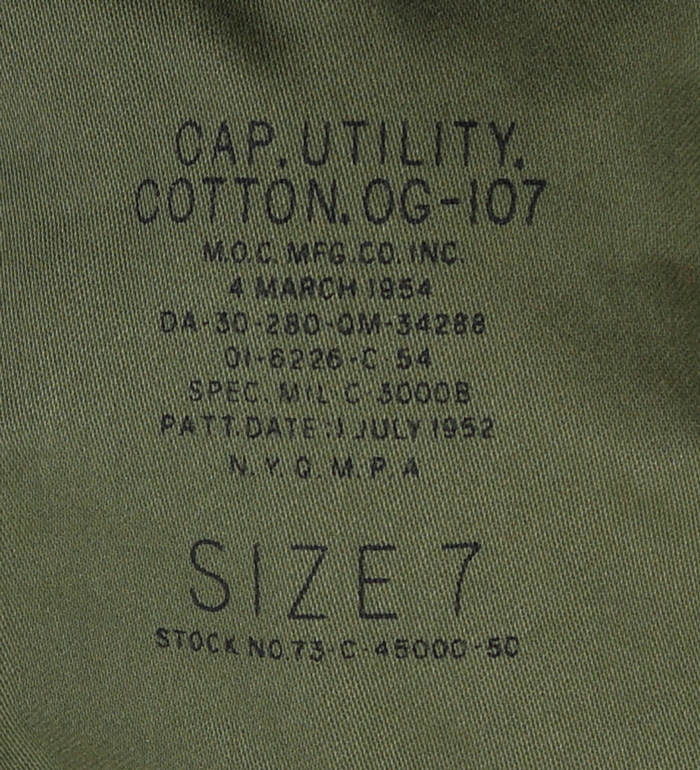 CAP. UTILITY.
COTTON. OG-107
M.O.C. MFG. CO. INC.
4 MARCH 1954
DA-30-280-QM-34288
OI-6226-C 54
SPEC. MIL-C-3000B
PATT. DATE: 1 JULY 1952
N.Y.Q.M.P.A
SIZE 7
STOCK NO. 73-C-45000-50